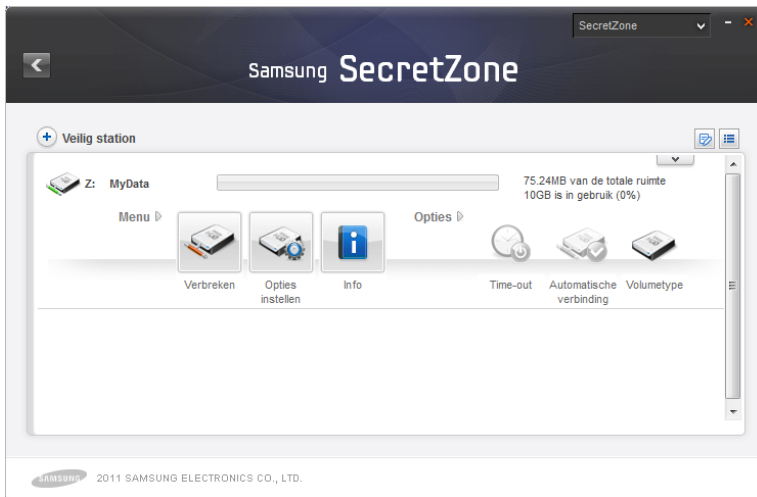 SecretZone
Samsung SecretZone
Veilig station
Z: MyData
75.24MB van de totale ruimte
10GB is in gebruik (0%)
Menu
Opties
Verbreken
Opties
instellen
Info
Time-out
Automatische
verbinding
Volumetype
SAMSUNG 2011 SAMSUNG ELECTRONICS CO., LTD.